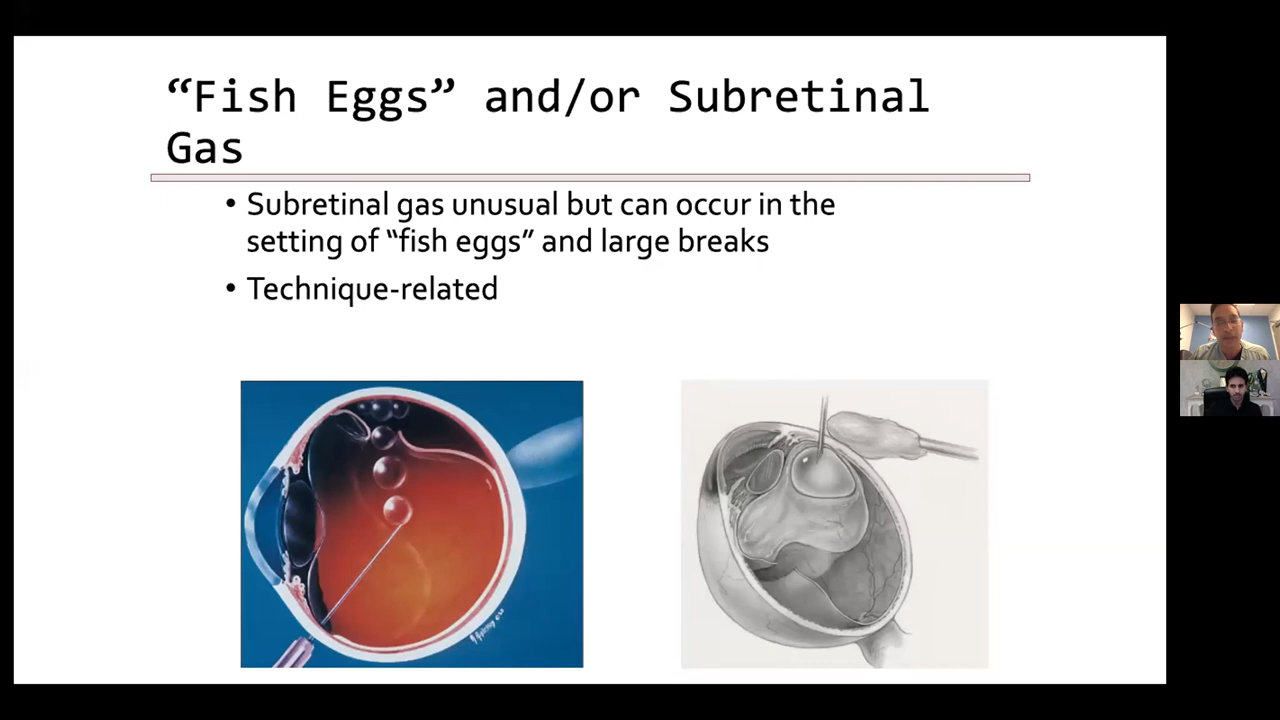 “Fish Eggs” and/or Subretinal
Gas
• Subretinal gas unusual but can occur in the
setting of “fish eggs” and large breaks
• Technique-related